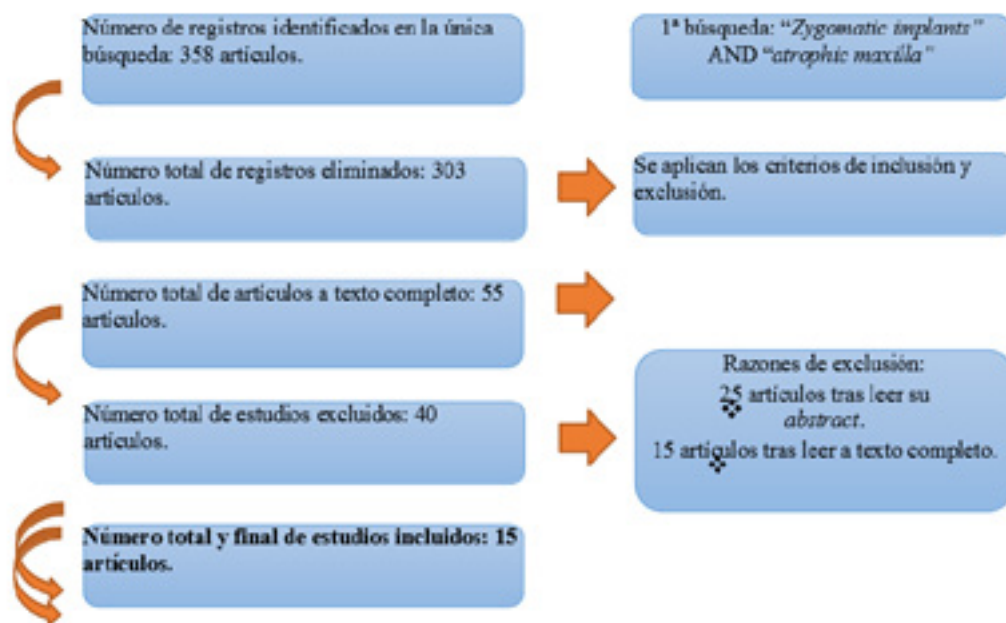 Número de registros identificados en la única
búsqueda: 358 artículos.
1ª búsqueda: “Zygomatic implants”
AND “atrophic maxilla”
Número total de registros eliminados: 303
artículos.
Se aplican los criterios de inclusión y
exclusión.
Número total de artículos a texto completo: 55
artículos.
Número total de estudios excluidos: 40
artículos.
Razones de exclusión:
25 artículos tras leer su
abstract.
15 artículos tras leer a texto completo.
Número total y final de estudios incluidos: 15
artículos.